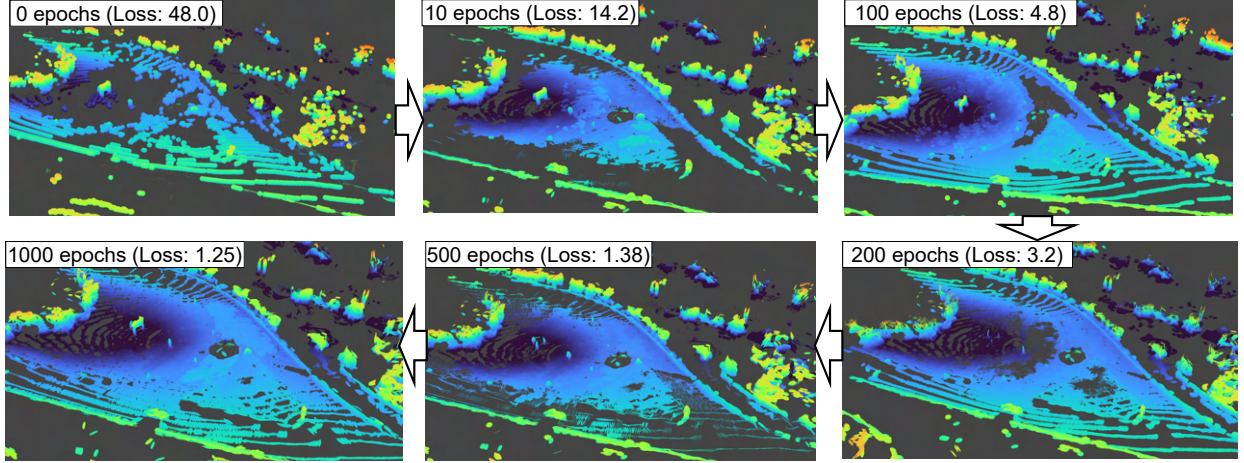 0 epochs (Loss: 48.0)
10 epochs (Loss: 14.2)
100 epochs (Loss: 4.8)
1000 epochs (Loss: 1.25)
500 epochs (Loss: 1.38)
200 epochs (Loss: 3.2)